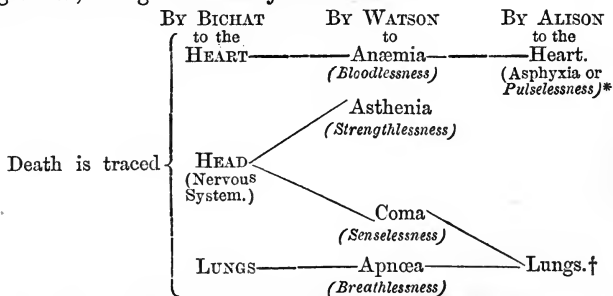 BY BICHAT BY WATSON BY ALISON
to the to to the
HEART Anæmia Heart.
(Bloodlessness) (Asphyxia or
Pulselessness)*
Asthenia
(Strengthlessness)
Death is traced HEAD
(Nervous
System.)
Coma
(Senselessness)
LUNGS Apnœa Lungs.†
(Breathlessness)